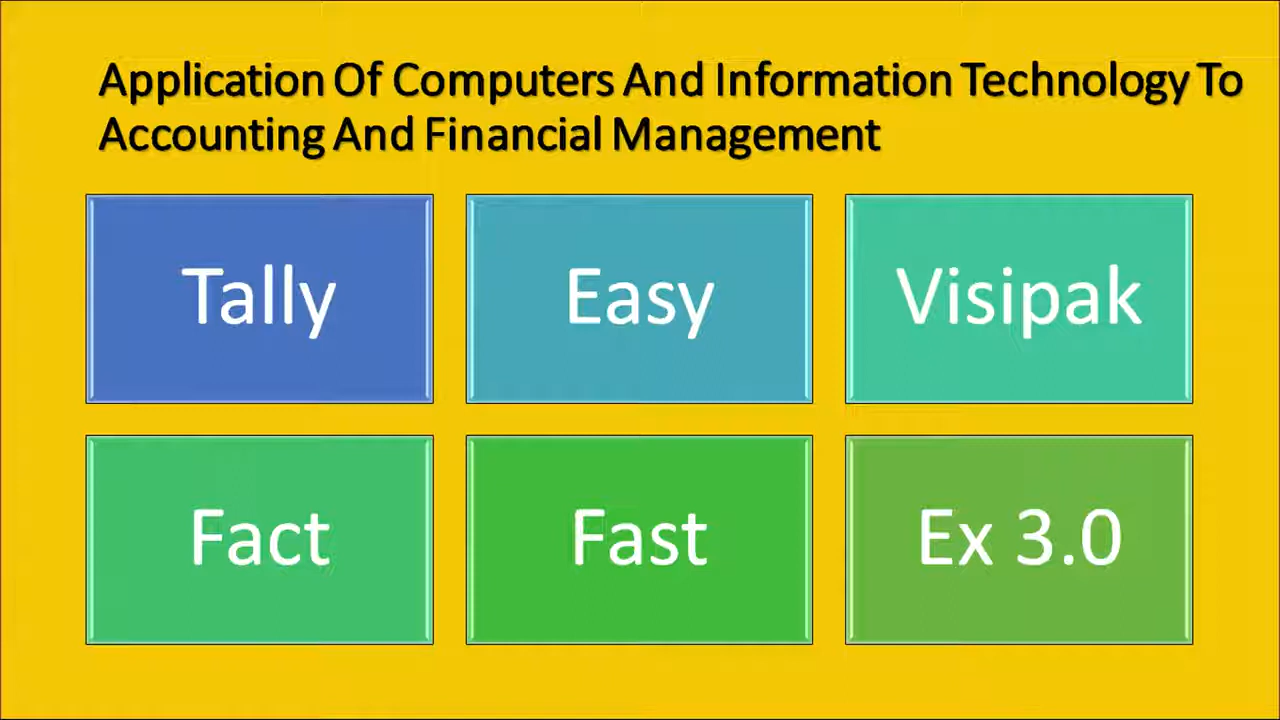 Application Of Computers And Information Technology To
Accounting And Financial Management
Tally
Easy
Visipak
Fact
Fast
Ex 3.0